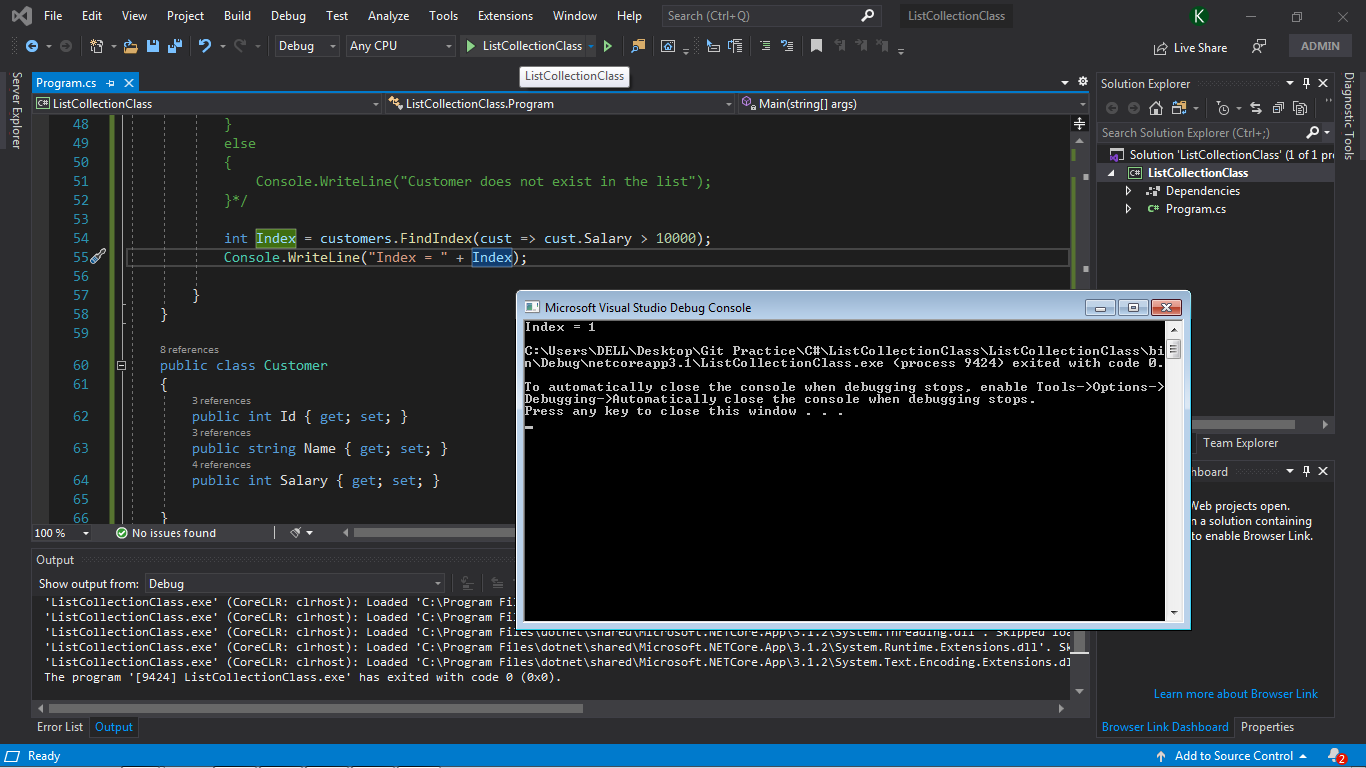 File Edit View Project Build Debug Test Analyze Tools Extensions Window Help Search (Ctrl+Q) ListCollectionClass K
Debug Any CPU ListCollectionClass Live Share ADMIN
ListCollectionClass
Server Explorer
Program.cs
C# ListCollectionClass ListCollectionClass.Program Main(string[] args)
48 }
49 else
50 {
51 Console.WriteLine("Customer does not exist in the list");
52 }*/
53
54 int Index = customers.FindIndex(cust => cust.Salary > 10000);
55 Console.WriteLine("Index = " + Index);
56
57 }
58 }
59
8 references
60 public class Customer
61 {
3 references
62 public int Id { get; set; }
3 references
63 public string Name { get; set; }
4 references
64 public int Salary { get; set; }
65
66 }
100 % No issues found
Microsoft Visual Studio Debug Console
Index = 1
C:\Users\DELL\Desktop\Git Practice\C#\ListCollectionClass\ListCollectionClass\bi
n\Debug\netcoreapp3.1\ListCollectionClass.exe (process 9424) exited with code 0.
To automatically close the console when debugging stops, enable Tools->Options->
Debugging->Automatically close the console when debugging stops.
Press any key to close this window . . .
Output
Show output from: Debug
'ListCollectionClass.exe' (CoreCLR: clrhost): Loaded 'C:\Program Fi
'ListCollectionClass.exe' (CoreCLR: clrhost): Loaded 'C:\Program Fi
'ListCollectionClass.exe' (CoreCLR: clrhost): Loaded 'C:\Program Files\dotnet\shared\Microsoft.NETCore.App\3.1.2\System.Threading.dll'. Skipped loa
'ListCollectionClass.exe' (CoreCLR: clrhost): Loaded 'C:\Program Files\dotnet\shared\Microsoft.NETCore.App\3.1.2\System.Runtime.Extensions.dll'. Sk
'ListCollectionClass.exe' (CoreCLR: clrhost): Loaded 'C:\Program Files\dotnet\shared\Microsoft.NETCore.App\3.1.2\System.Text.Encoding.Extensions.dl
The program '[9424] ListCollectionClass.exe' has exited with code 0 (0x0).
Error List Output
Solution Explorer
Search Solution Explorer (Ctrl+;)
Solution 'ListCollectionClass' (1 of 1 pr
C# ListCollectionClass
Dependencies
C# Program.cs
Team Explorer
Diagnostic Tools
hboard
Web projects open.
n a solution containing
to enable Browser Link.
Learn more about Browser Link
Browser Link Dashboard Properties
Ready Add to Source Control 2